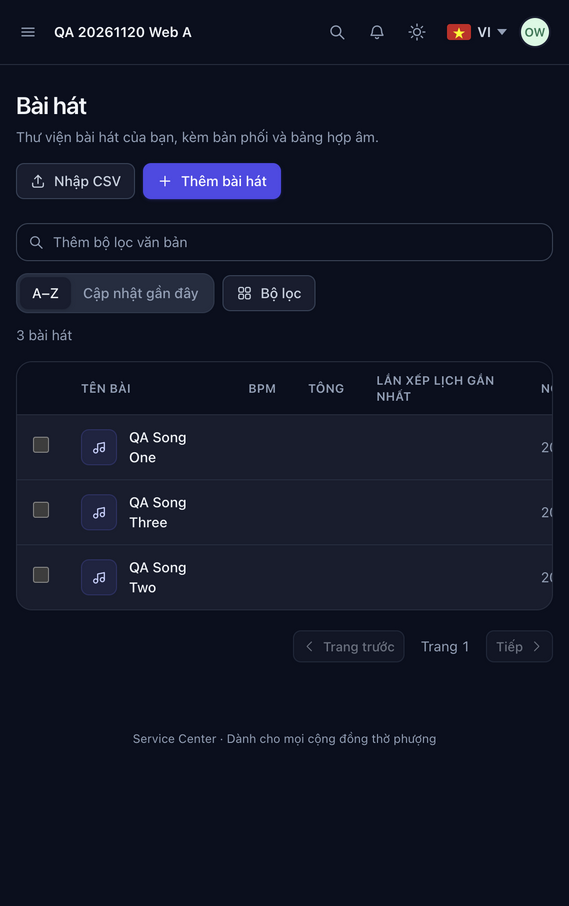 QA 20261120 Web A
VI
OW
Bài hát
Thư viện bài hát của bạn, kèm bản phối và bảng hợp âm.
Nhập CSV
Thêm bài hát
Thêm bộ lọc văn bản
A–Z
Cập nhật gần đây
Bộ lọc
3 bài hát
TÊN BÀI
BPM
TÔNG
LẦN XẾP LỊCH GẦN
NHẤT
QA Song
One
20
QA Song
Three
20
QA Song
Two
20
Trang trước
Trang 1
Tiếp
Service Center · Dành cho mọi cộng đồng thờ phượng